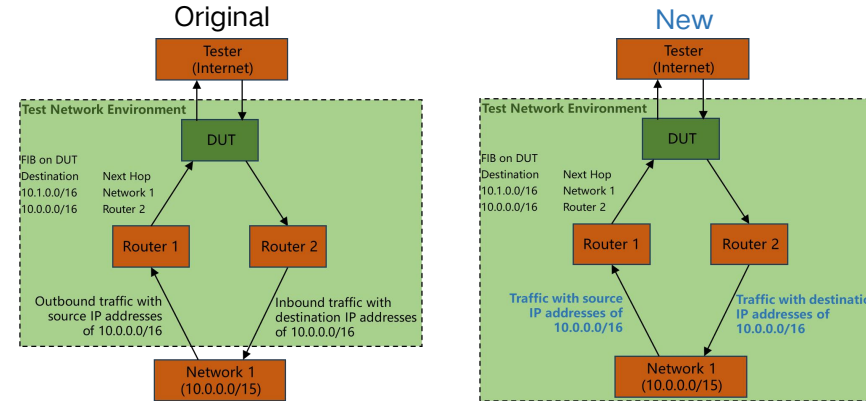 Original
Tester
(Internet)
Test Network Environment
DUT
FIB on DUT
Destination Next Hop
10.1.0.0/16 Network 1
10.0.0.0/16 Router 2
Router 1
Router 2
Outbound traffic with
source IP addresses
of 10.0.0.0/16
Inbound traffic with
destination IP addresses
of 10.0.0.0/16
Network 1
(10.0.0.0/15)
New
Tester
(Internet)
Test Network Environment
DUT
FIB on DUT
Destination Next Hop
10.1.0.0/16 Network 1
10.0.0.0/16 Router 2
Router 1
Router 2
Traffic with source
IP addresses of
10.0.0.0/16
Traffic with destinatio
IP addresses of
10.0.0.0/16
Network 1
(10.0.0.0/15)